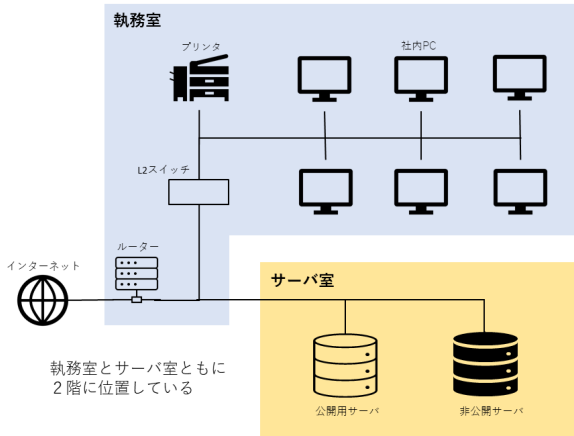 執務室
プリンタ
社内PC
L2スイッチ
ルーター
インターネット
サーバ室
執務室とサーバ室ともに
２階に位置している
公開用サーバ
非公開サーバ